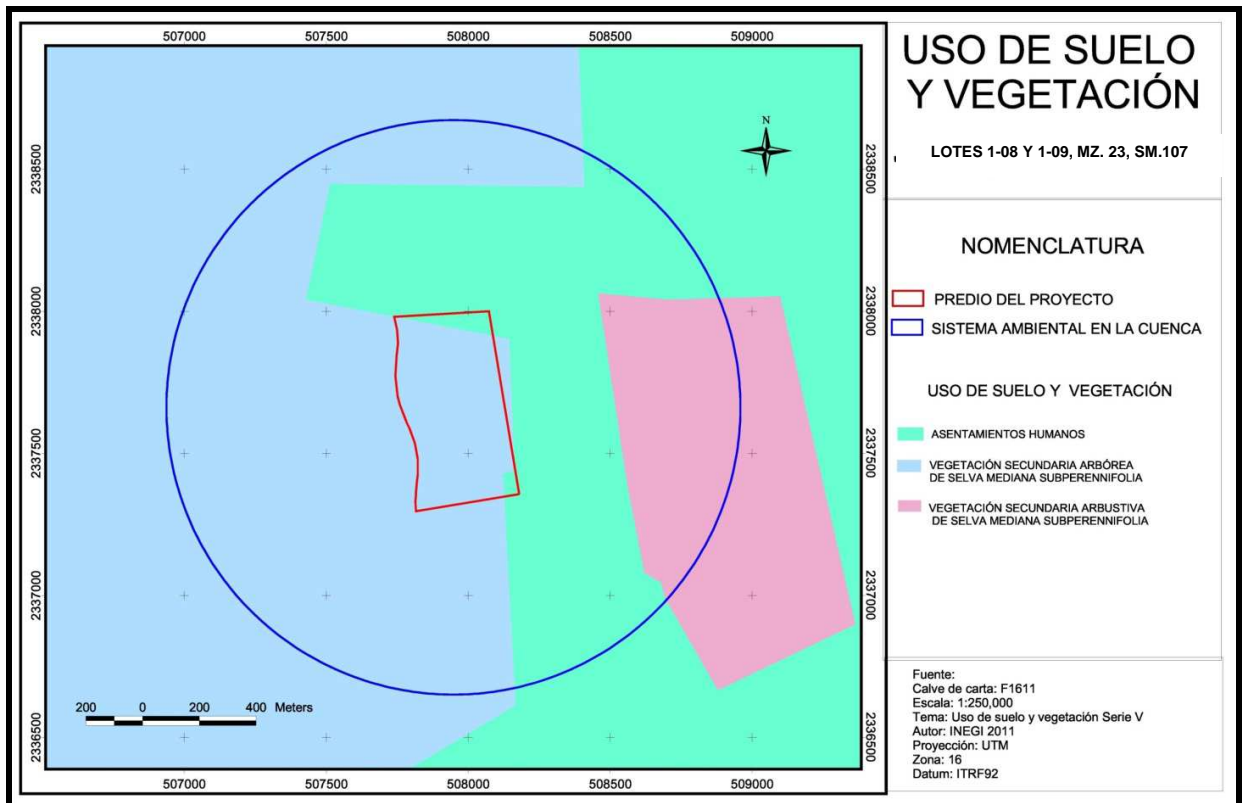 507000 507500 508000 508500 509000
USO DE SUELO
Y VEGETACIÓN
LOTES 1-08 Y 1-09, MZ. 23, SM.107
N
2338500 2338500
2338000 2338000
2337500 2337500
2337000 2337000
2336500 2336500
NOMENCLATURA
PREDIO DEL PROYECTO
SISTEMA AMBIENTAL EN LA CUENCA
USO DE SUELO Y VEGETACIÓN
ASENTAMIENTOS HUMANOS
VEGETACIÓN SECUNDARIA ARBÓREA
DE SELVA MEDIANA SUBPERENNIFOLIA
VEGETACIÓN SECUNDARIA ARBUSTIVA
DE SELVA MEDIANA SUBPERENNIFOLIA
200 0 200 400 Meters
507000 507500 508000 508500 509000
Fuente:
Calve de carta: F1611
Escala: 1:250,000
Tema: Uso de suelo y vegetación Serie V
Autor: INEGI 2011
Proyección: UTM
Zona: 16
Datum: ITRF92